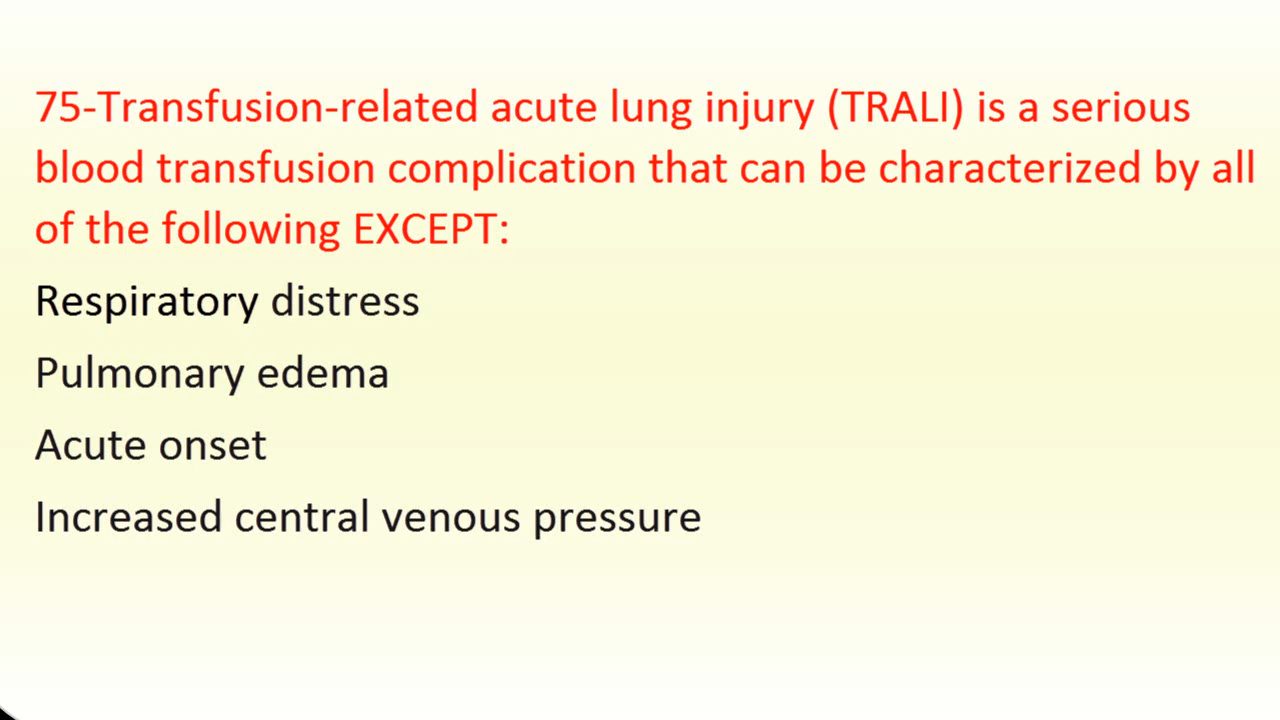 75-Transfusion-related acute lung injury (TRALI) is a serious
blood transfusion complication that can be characterized by all
of the following EXCEPT:
Respiratory distress
Pulmonary edema
Acute onset
Increased central venous pressure